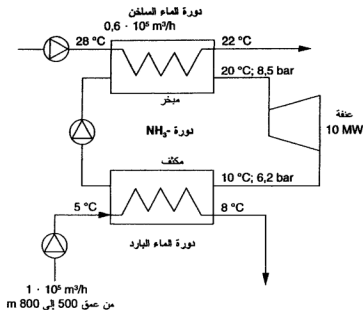 دورة الماء الساخن
0,6 · 10⁵ m³/h
28 °C
22 °C
20 °C; 8,5 bar
مبخر
عنفة
10 MW
دورة -NH₃
مكثف
10 °C; 6,2 bar
5 °C
8 °C
دورة الماء البارد
1 · 10⁵ m³/h
من عمق 500 إلى 800 m